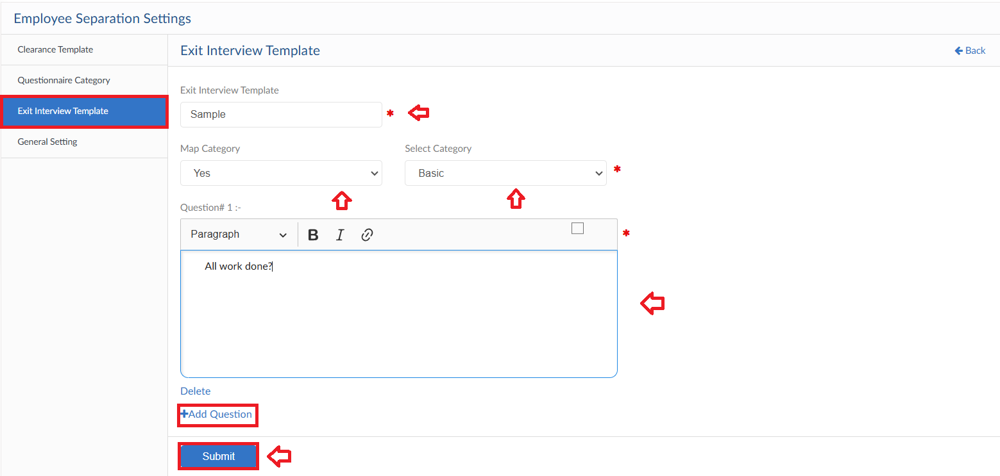 Employee Separation Settings
Clearance Template
Questionnaire Category
Exit Interview Template
General Setting
Exit Interview Template
Back
Exit Interview Template
Sample *
Map Category Select Category
Yes Basic *
Question# 1 :-
Paragraph B I *
All work done?
Delete
+Add Question
Submit